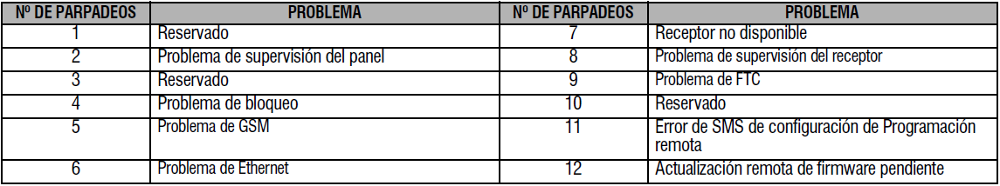 Nº DE PARPADEOS PROBLEMA Nº DE PARPADEOS PROBLEMA
1 Reservado 7 Receptor no disponible
2 Problema de supervisión del panel 8 Problema de supervisión del receptor
3 Reservado 9 Problema de FTC
4 Problema de bloqueo 10 Reservado
5 Problema de GSM 11 Error de SMS de configuración de Programación
remota
6 Problema de Ethernet 12 Actualización remota de firmware pendiente